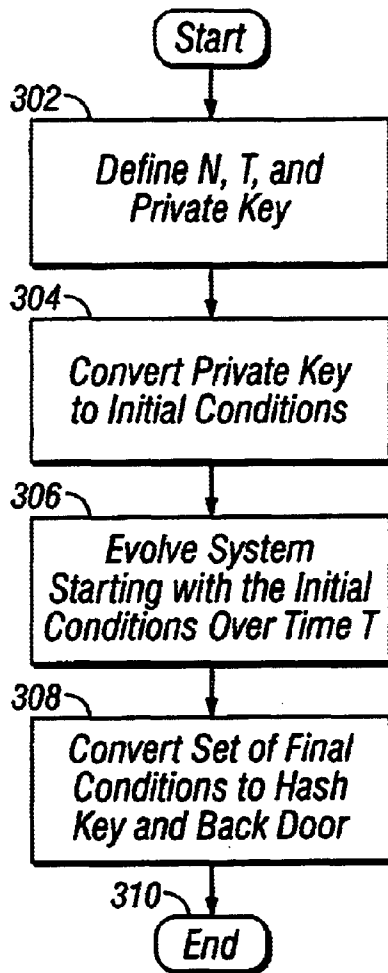 Start
302
Define N, T, and
Private Key
304
Convert Private Key
to Initial Conditions
306
Evolve System
Starting with the Initial
Conditions Over Time T
308
Convert Set of Final
Conditions to Hash
Key and Back Door
310
End